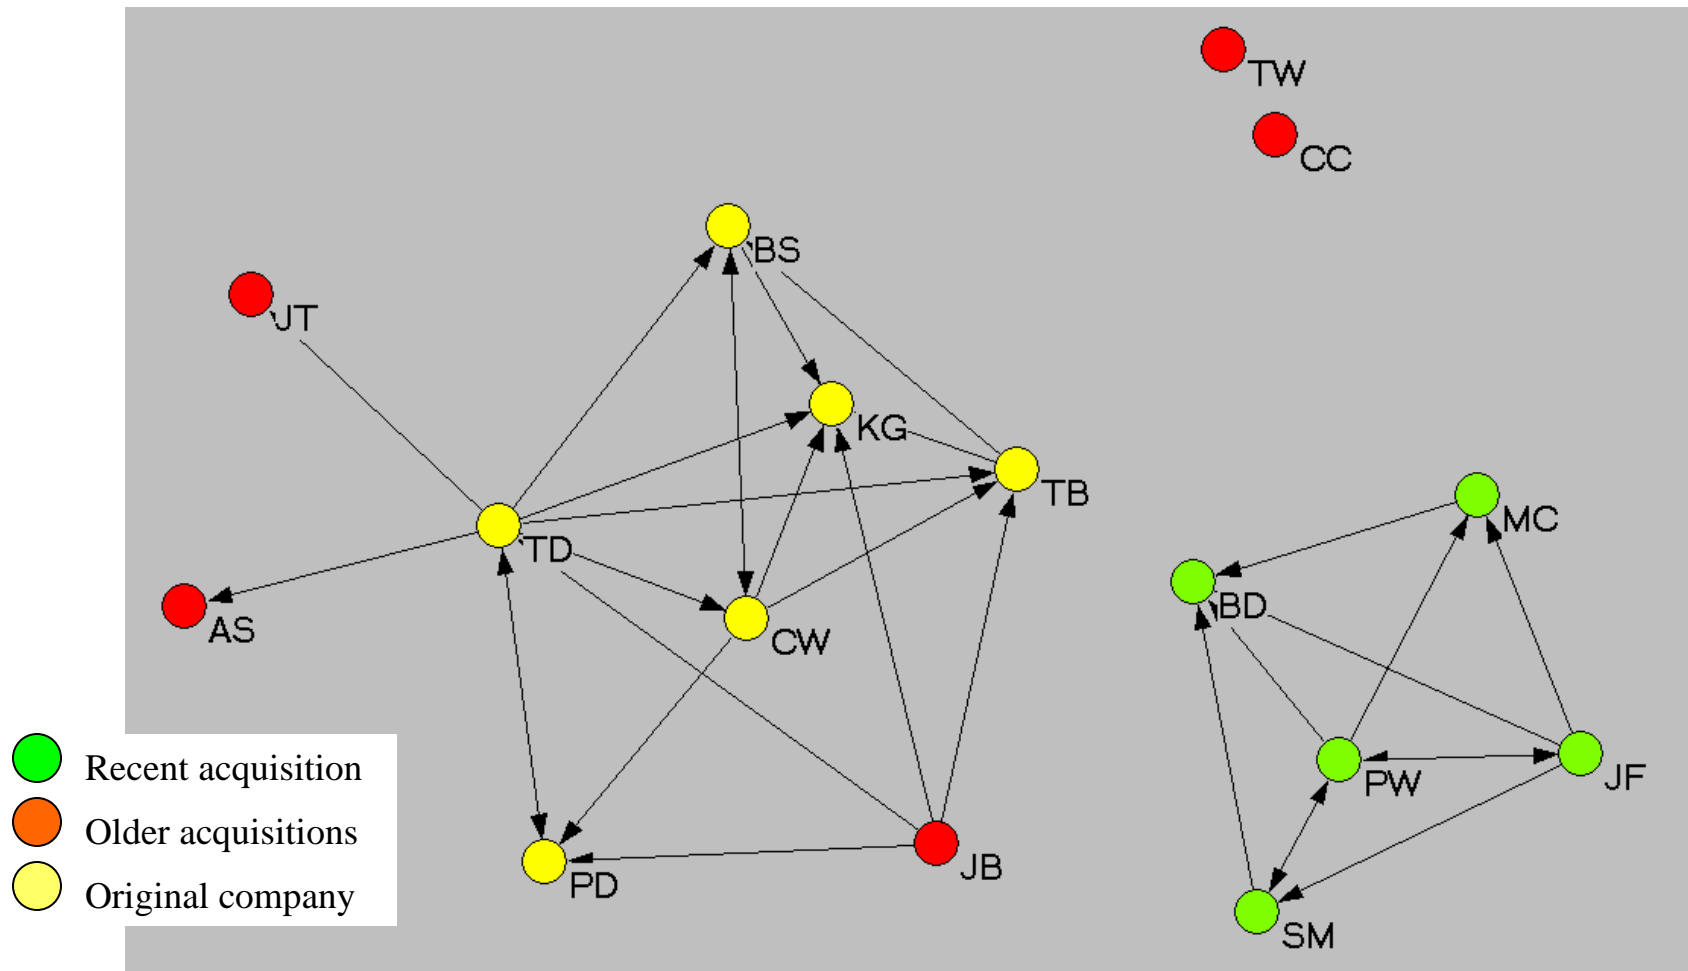 TW
CC
BS
JT
KG
TB
MC
TD
BD
AS
CW
PW
JF
PD
JB
SM
Recent acquisition
Older acquisitions
Original company